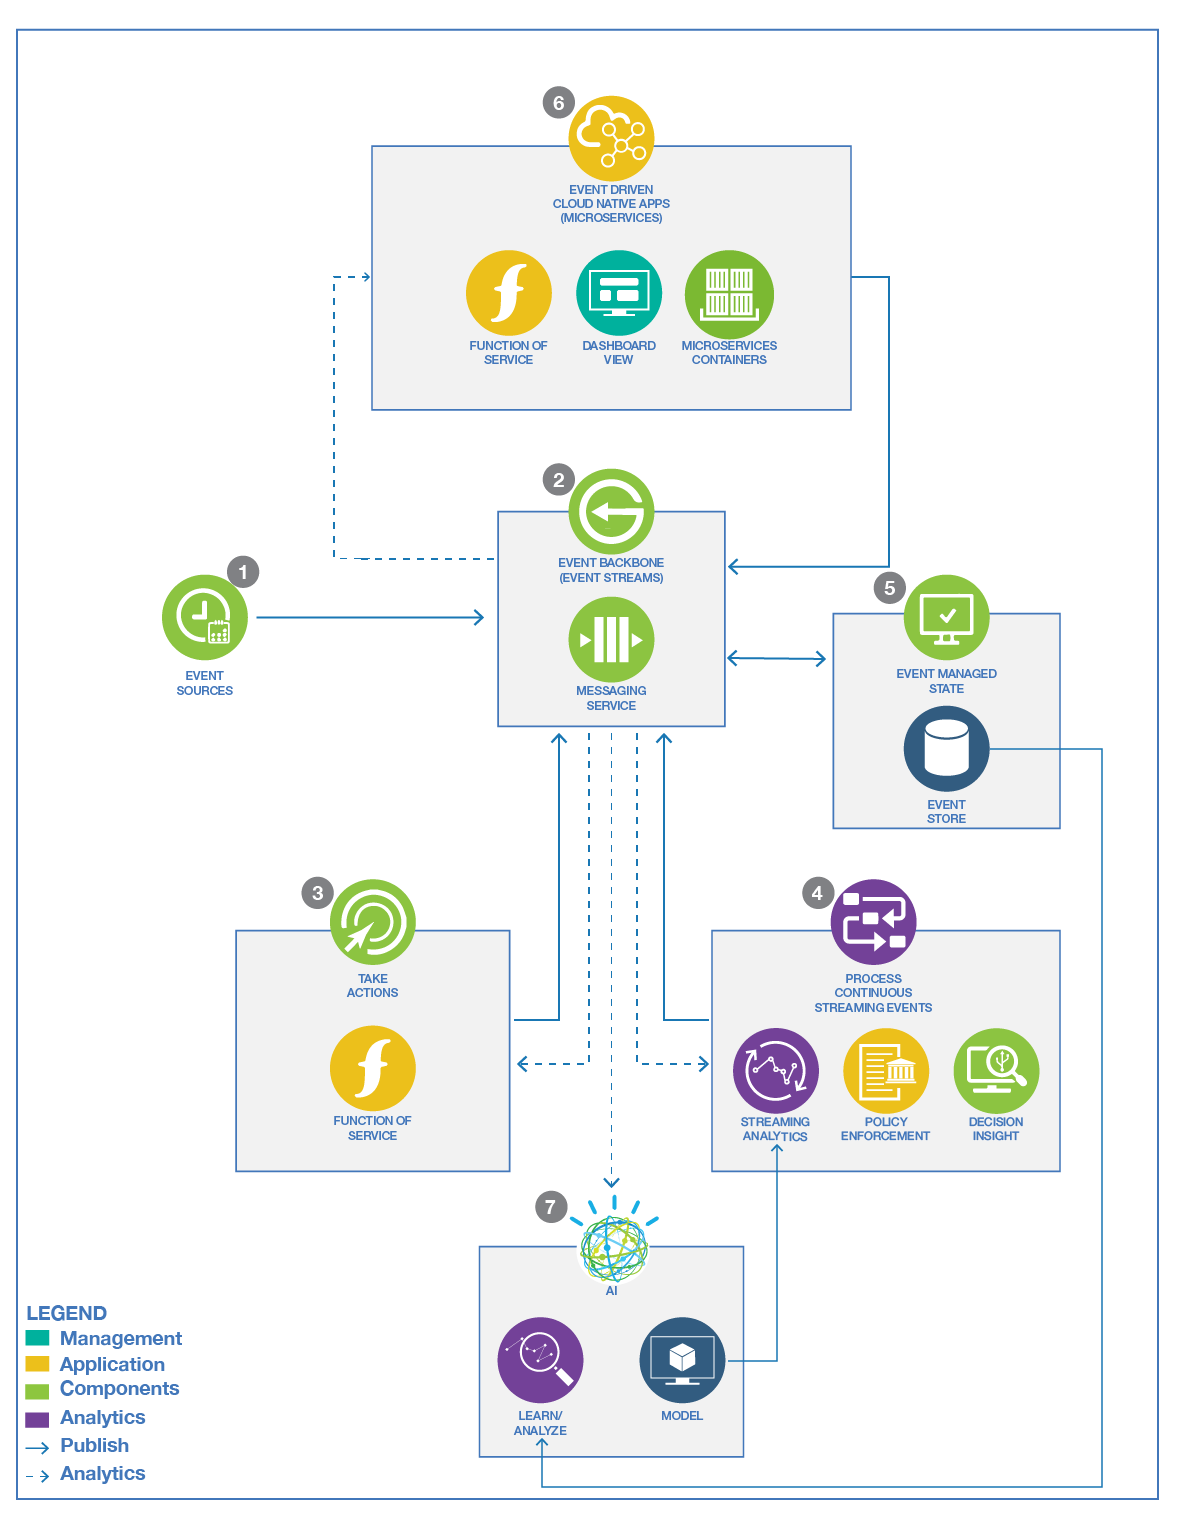 6
EVENT DRIVEN
CLOUD NATIVE APPS
(MICROSERVICES)
FUNCTION OF
SERVICE
DASHBOARD
VIEW
MICROSERVICES
CONTAINERS
2
EVENT BACKBONE
(EVENT STREAMS)
MESSAGING
SERVICE
1
EVENT
SOURCES
5
EVENT MANAGED
STATE
EVENT
STORE
3
TAKE
ACTIONS
FUNCTION OF
SERVICE
4
PROCESS
CONTINUOUS
STREAMING EVENTS
STREAMING
ANALYTICS
POLICY
ENFORCEMENT
DECISION
INSIGHT
7
AI
LEARN/
ANALYZE
MODEL
LEGEND
Management
Application
Components
Analytics
Publish
Analytics